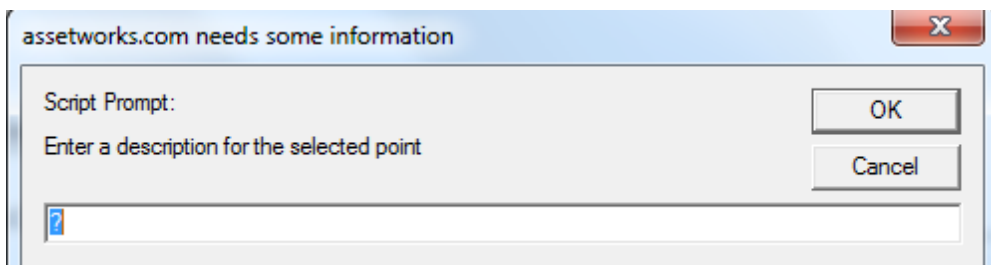 assetworks.com needs some information
Script Prompt:
OK
Enter a description for the selected point
Cancel
?